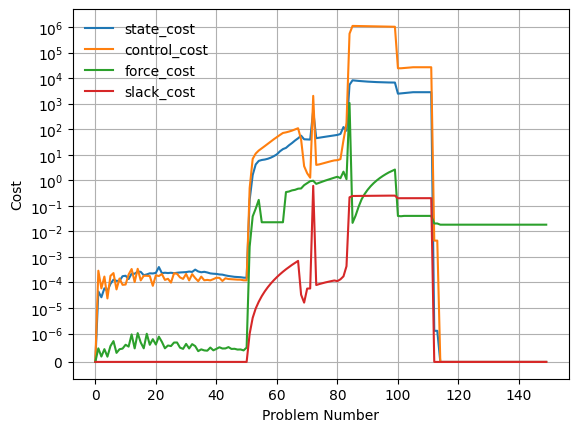 state_cost
control_cost
force_cost
slack_cost
10⁶
10⁵
10⁴
10³
10²
10¹
10⁰
10⁻¹
10⁻²
10⁻³
10⁻⁴
10⁻⁵
10⁻⁶
0
Cost
0 20 40 60 80 100 120 140
Problem Number